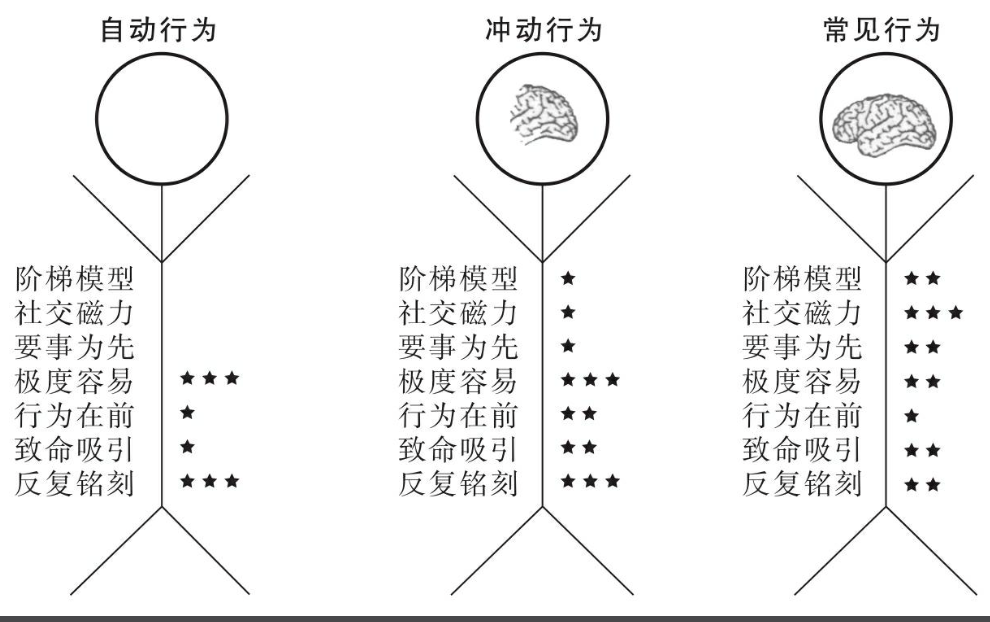 自动行为
阶梯模型
社交磁力
要事为先
极度容易 ★★★
行为在前 ★
致命吸引 ★
反复铭刻 ★★★
冲动行为
阶梯模型 ★
社交磁力 ★
要事为先 ★
极度容易 ★★★
行为在前 ★★
致命吸引 ★★
反复铭刻 ★★★
常见行为
阶梯模型 ★★
社交磁力 ★★★
要事为先 ★★
极度容易 ★★
行为在前 ★
致命吸引 ★★
反复铭刻 ★★